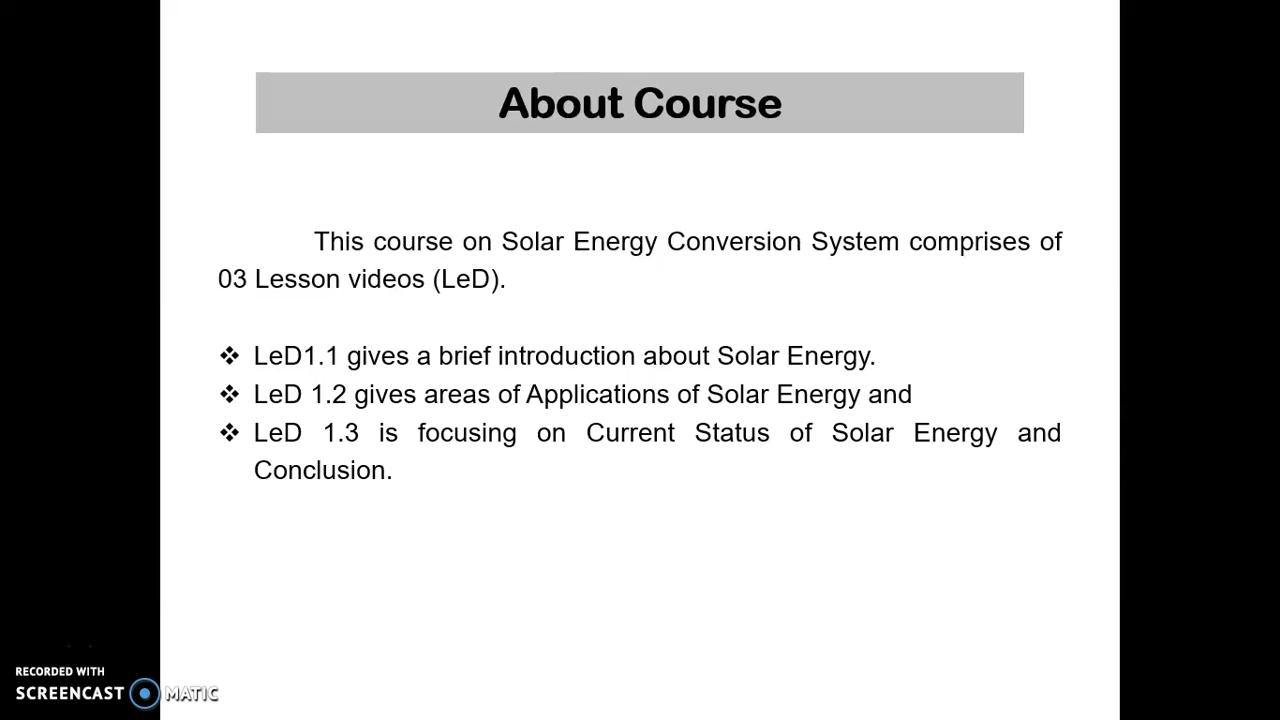 About Course
This course on Solar Energy Conversion System comprises of
03 Lesson videos (LeD).
❖ LeD1.1 gives a brief introduction about Solar Energy.
❖ LeD 1.2 gives areas of Applications of Solar Energy and
❖ LeD 1.3 is focusing on Current Status of Solar Energy and
Conclusion.
RECORDED WITH
SCREENCAST MATIC